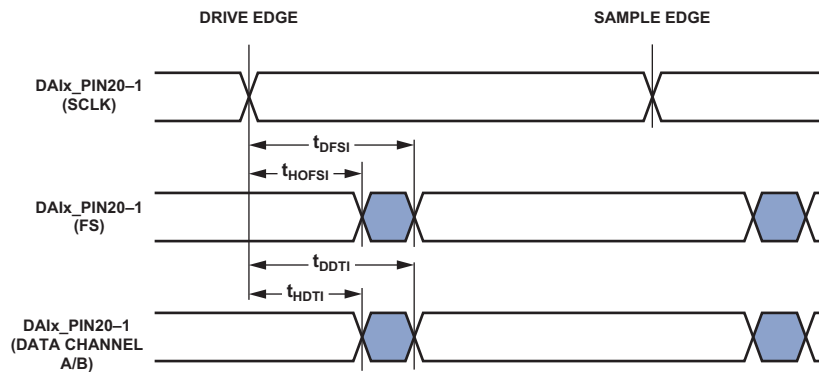 DRIVE EDGE
SAMPLE EDGE
DAIx_PIN20–1
(SCLK)
tDFSI
tHOFSI
DAIx_PIN20–1
(FS)
tDDTI
tHDTI
DAIx_PIN20–1
(DATA CHANNEL
A/B)